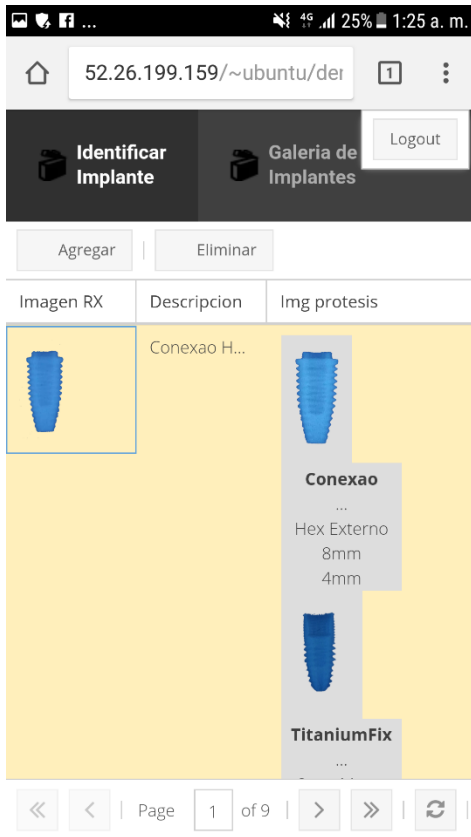 ... 4G 25% 1:25 a. m.
52.26.199.159/~ubuntu/der 1
Logout
Identificar Implante
Galeria de Implantes
Agregar Eliminar
Imagen RX Descripcion Img protesis
Conexao H...
Conexao
...
Hex Externo
8mm
4mm
TitaniumFix
...
Page 1 of 9